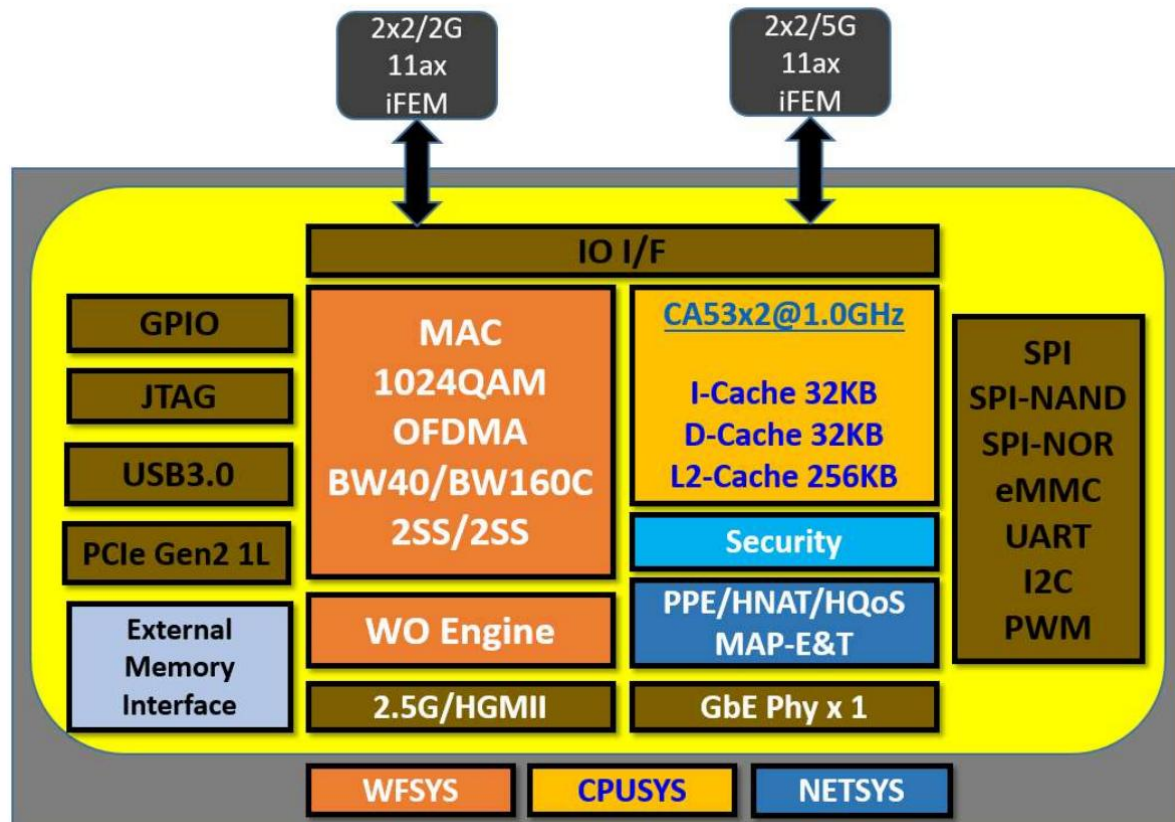 2x2/2G
11ax
iFEM
2x2/5G
11ax
iFEM
IO I/F
GPIO
JTAG
USB3.0
PCIe Gen2 1L
External
Memory
Interface
MAC
1024QAM
OFDMA
BW40/BW160C
2SS/2SS
WO Engine
2.5G/HGMII
CA53x2@1.0GHz
I-Cache 32KB
D-Cache 32KB
L2-Cache 256KB
Security
PPE/HNAT/HQoS
MAP-E&T
GbE Phy x 1
SPI
SPI-NAND
SPI-NOR
eMMC
UART
I2C
PWM
WFSYS
CPUSYS
NETSYS